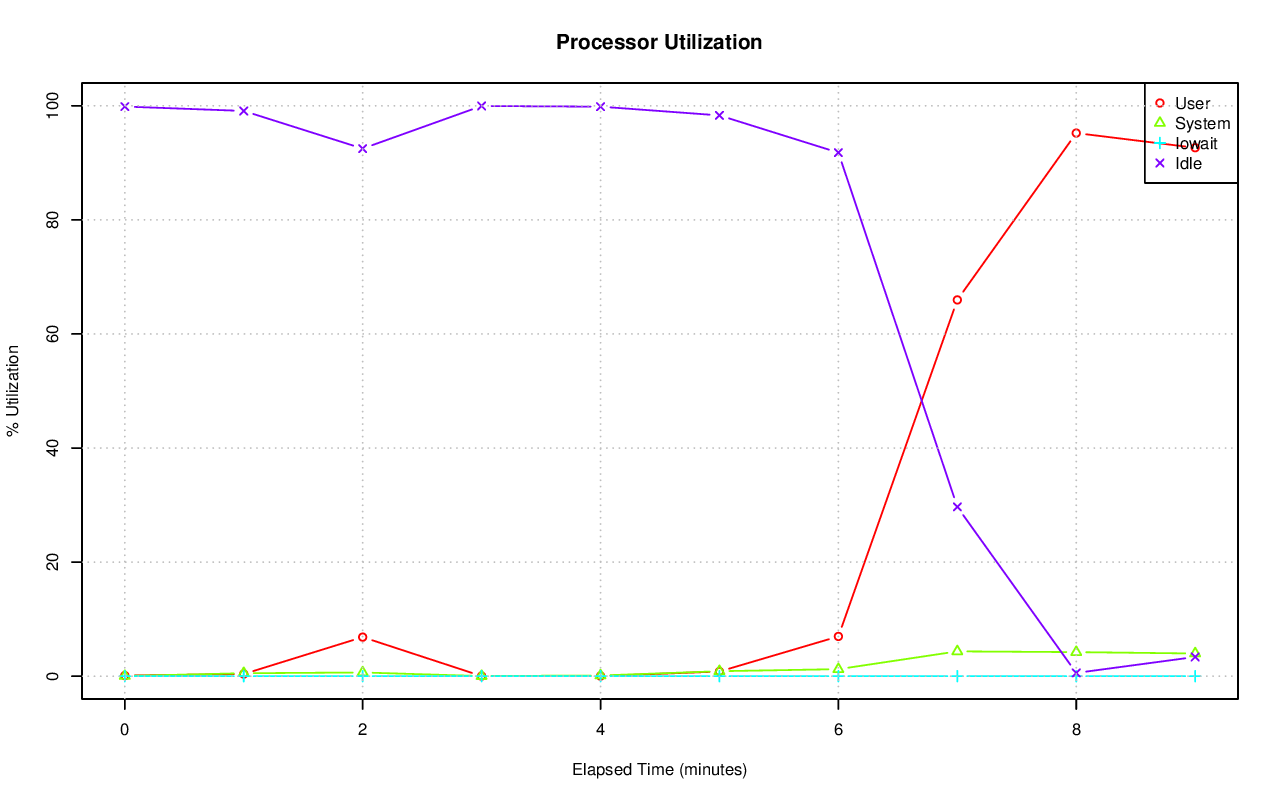 Processor Utilization
100
80
60
40
20
0
% Utilization
User
System
Iowait
Idle
0 2 4 6 8
Elapsed Time (minutes)